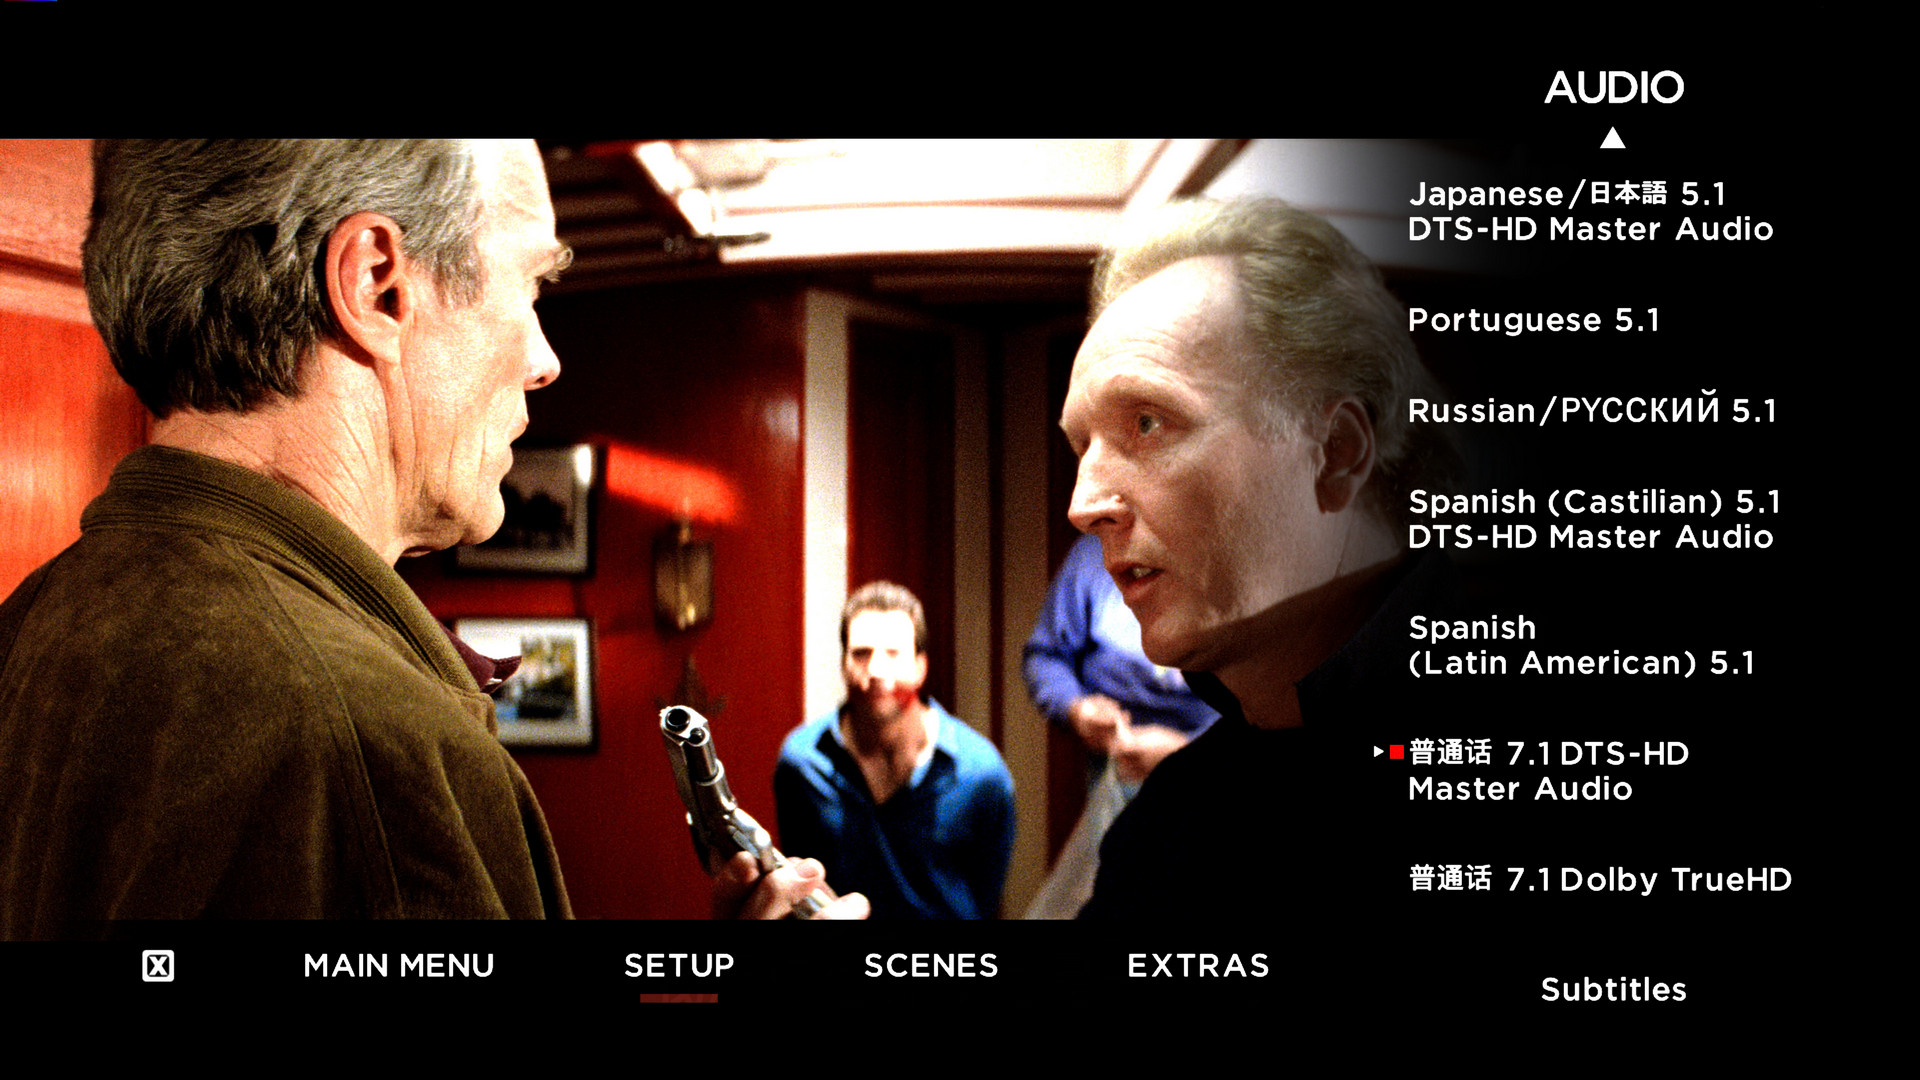 AUDIO
Japanese/日本語 5.1
DTS-HD Master Audio
Portuguese 5.1
Russian/РУССКИЙ 5.1
Spanish (Castilian) 5.1
DTS-HD Master Audio
Spanish
(Latin American) 5.1
普通话 7.1 DTS-HD
Master Audio
普通话 7.1 Dolby TrueHD
X MAIN MENU SETUP SCENES EXTRAS
Subtitles